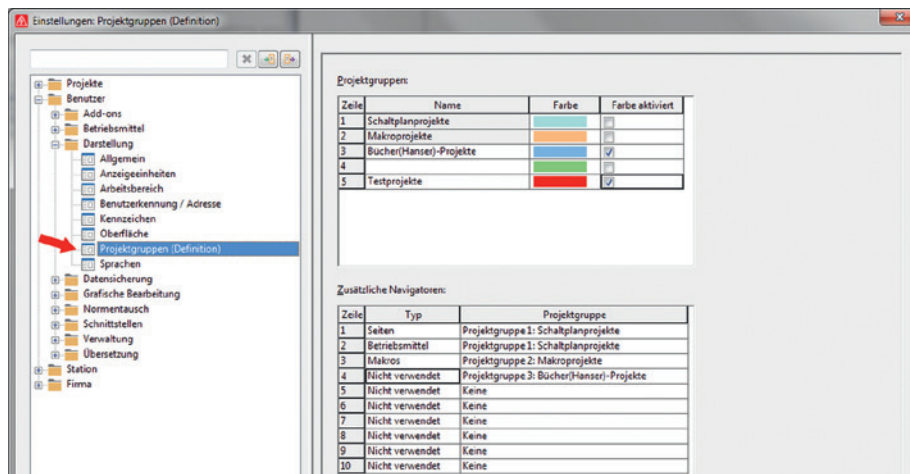 Einstellungen: Projektgruppen (Definition)
Projekte
Benutzer
Add-ons
Betriebsmittel
Darstellung
Allgemein
Anzeigeeinheiten
Arbeitsbereich
Benutzerkennung / Adresse
Kennzeichen
Oberfläche
Projektgruppen (Definition)
Sprachen
Datensicherung
Grafische Bearbeitung
Normentausch
Schnittstellen
Verwaltung
Übersetzung
Station
Firma
Projektgruppen:
Zeile Name Farbe Farbe aktiviert
1 Schaltplanprojekte
2 Makroprojekte
3 Bücher(Hanser)-Projekte
4
5 Testprojekte
Zusätzliche Navigatoren:
Zeile Typ Projektgruppe
1 Seiten Projektgruppe 1: Schaltplanprojekte
2 Betriebsmittel Projektgruppe 1: Schaltplanprojekte
3 Makros Projektgruppe 2: Makroprojekte
4 Nicht verwendet Projektgruppe 3: Bücher(Hanser)-Projekte
5 Nicht verwendet Keine
6 Nicht verwendet Keine
7 Nicht verwendet Keine
8 Nicht verwendet Keine
9 Nicht verwendet Keine
10 Nicht verwendet Keine